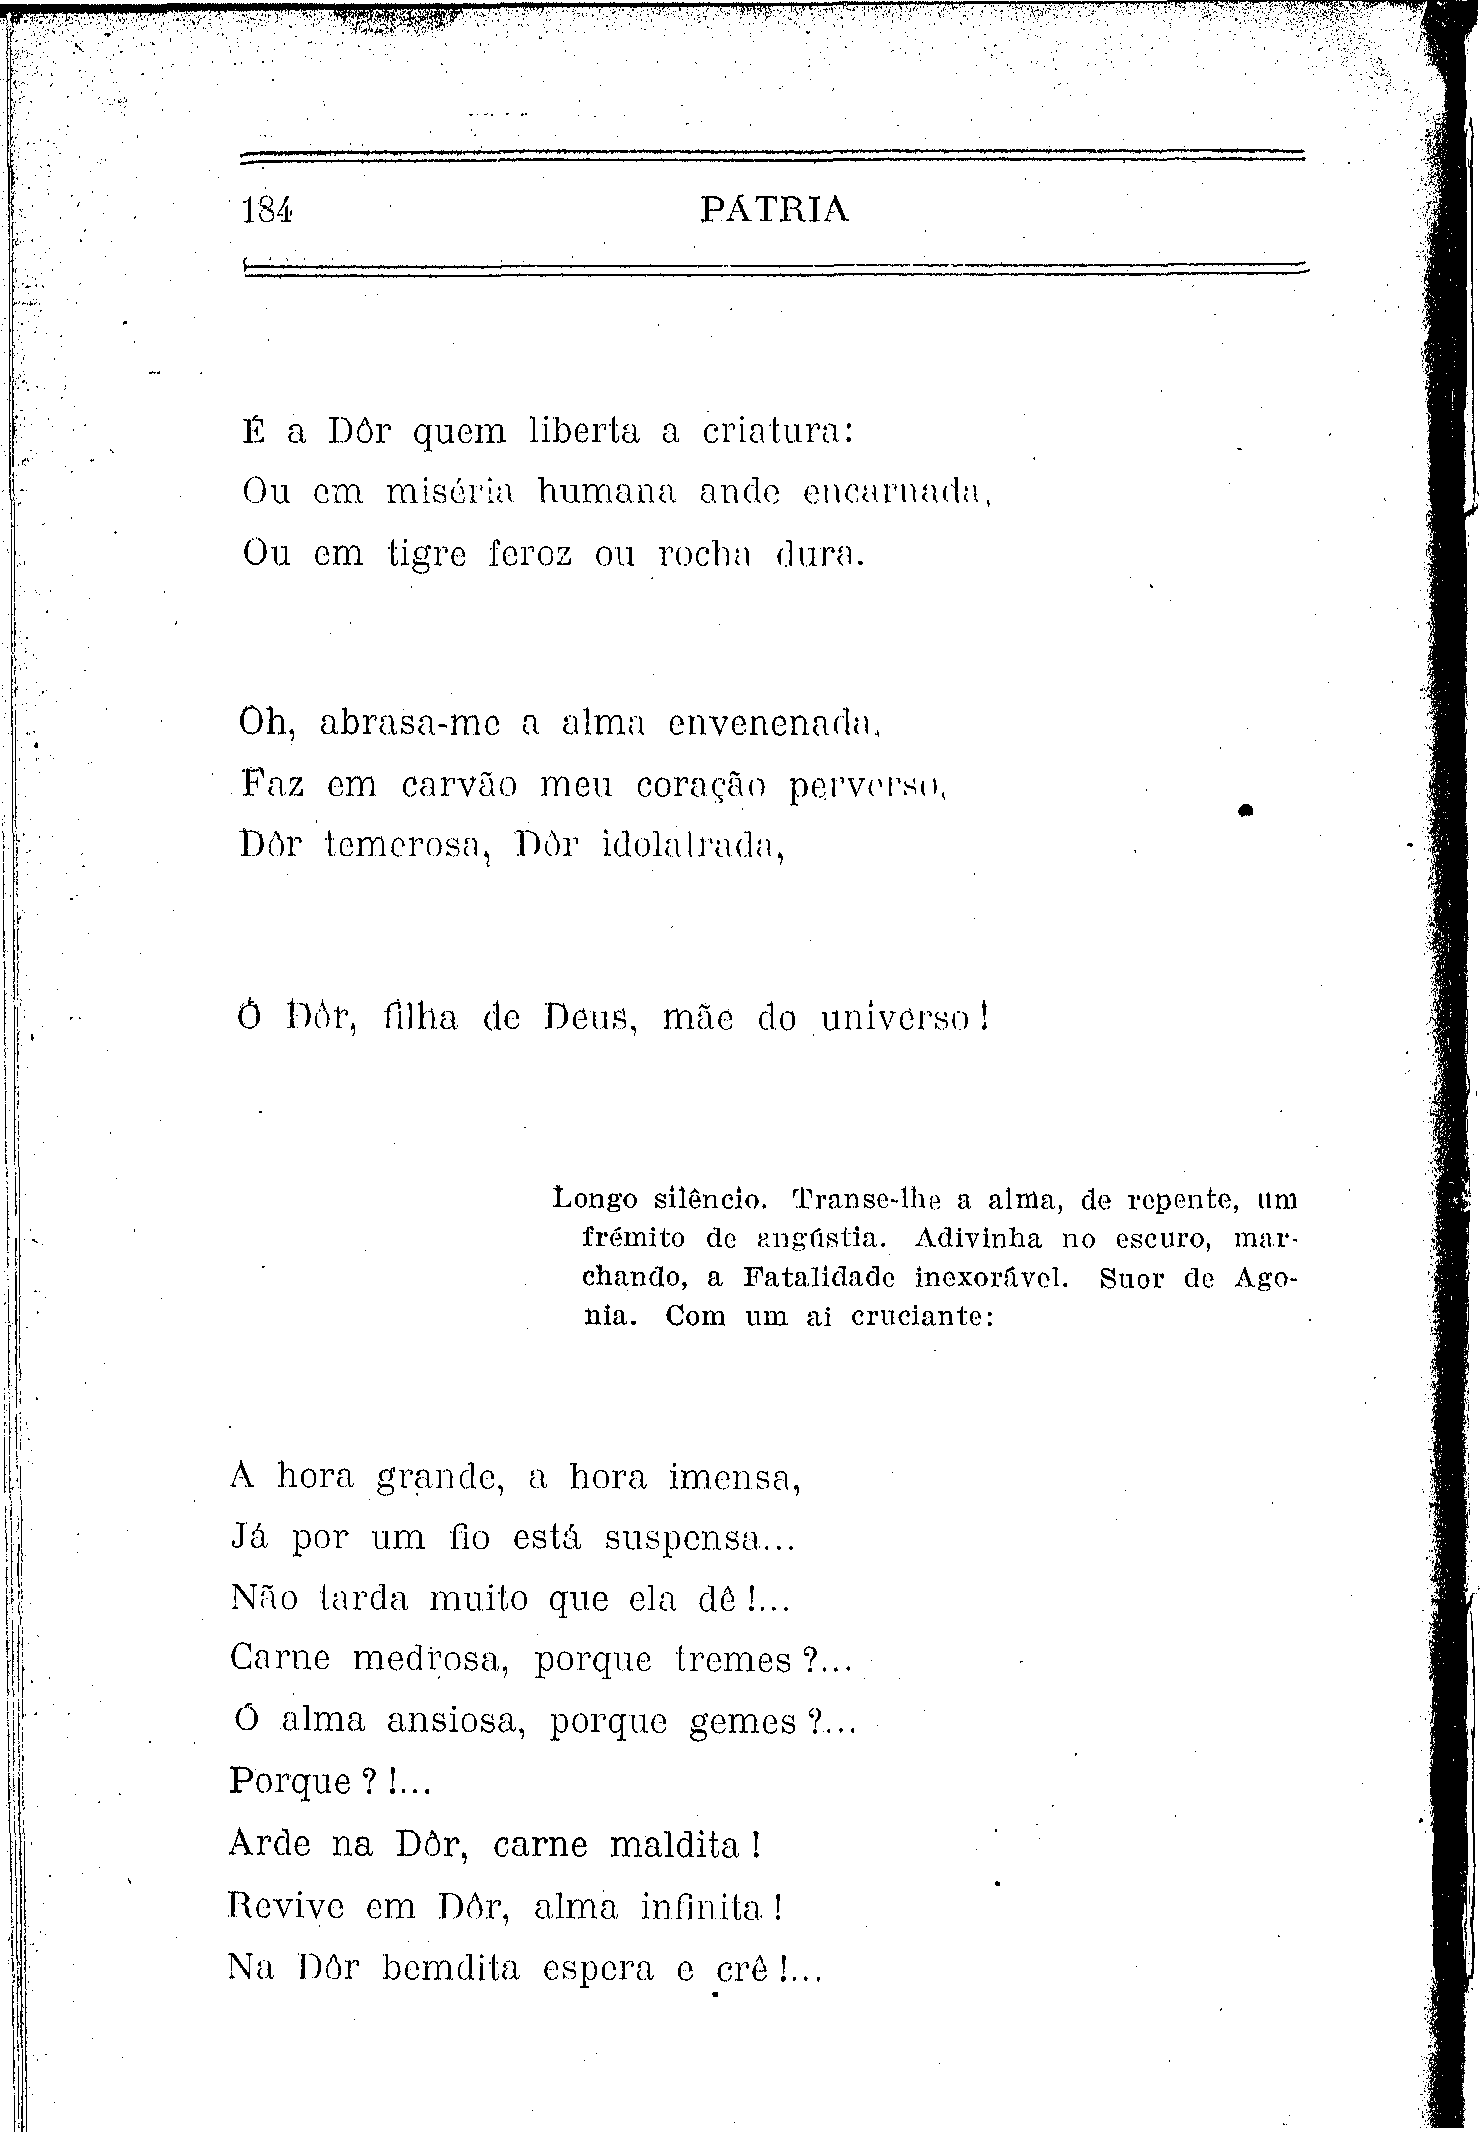 184 PÁTRIA
É a Dôr quem liberta a criatura:
Ou em miséria humana ande encarnada,
Ou em tigre feroz ou rocha dura.
Oh, abrasa-me a alma envenenada,
Faz em carvão meu coração perverso,
Dôr temerosa, Dôr idolatrada,
Ó Dôr, filha de Deus, mãe do universo!
Longo silêncio. Transe-lhe a alma, de repente, um
frémito de angústia. Adivinha no escuro, mar-
chando, a Fatalidade inexorável. Suor de Ago-
nia. Com um ai cruciante:
A hora grande, a hora imensa,
Já por um fio está suspensa...
Não tarda muito que ela dê!...
Carne medrosa, porque tremes?...
Ó alma ansiosa, porque gemes?...
Porque?!...
Arde na Dôr, carne maldita!
Revive em Dôr, alma infinita!
Na Dôr bemdita espera e crê!...